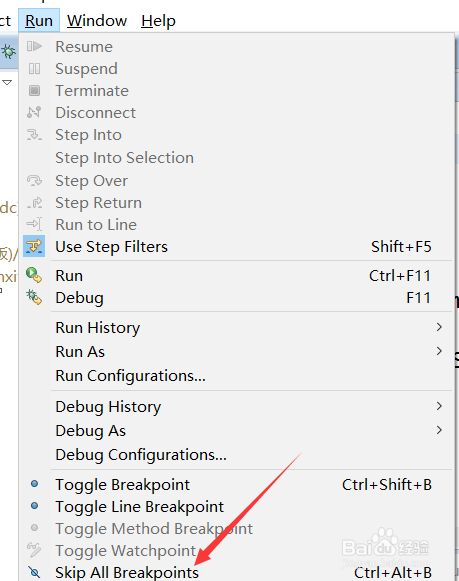 ct Run Window Help
Resume
Suspend
Terminate
Disconnect
Step Into
Step Into Selection
Step Over
Step Return
Run to Line
Use Step Filters Shift+F5
Run Ctrl+F11
Debug F11
Run History
Run As
Run Configurations...
Debug History
Debug As
Debug Configurations...
Toggle Breakpoint Ctrl+Shift+B
Toggle Line Breakpoint
Toggle Method Breakpoint
Toggle Watchpoint
Skip All Breakpoints Ctrl+Alt+B
dc
版)/
nxi
Baidu 经验